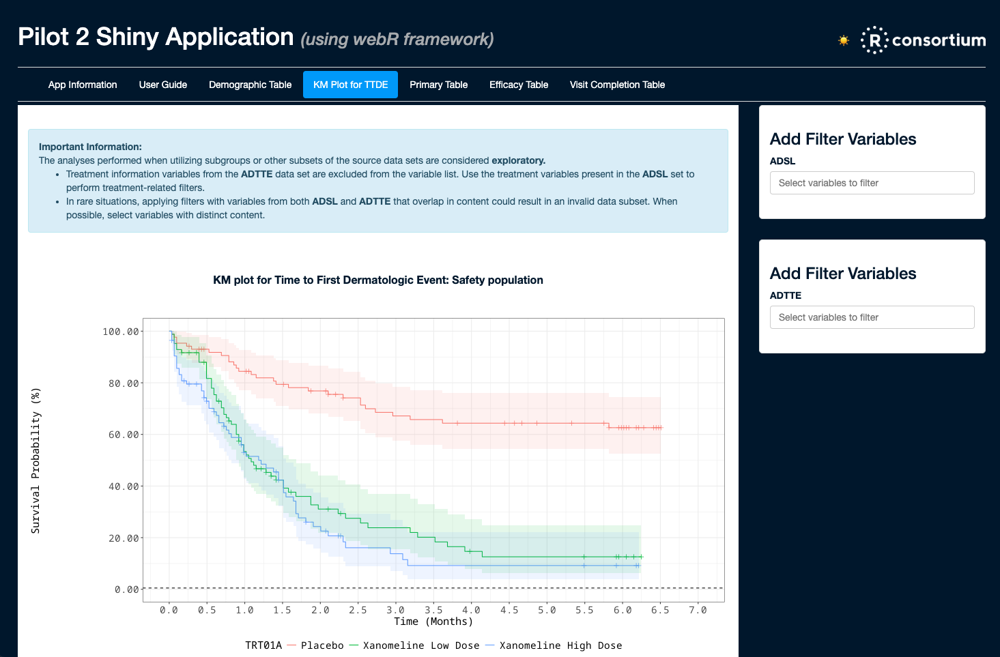 Pilot 2 Shiny Application (using webR framework)
R consortium
App Information User Guide Demographic Table KM Plot for TTDE Primary Table Efficacy Table Visit Completion Table
Important Information:
The analyses performed when utilizing subgroups or other subsets of the source data sets are considered exploratory.
• Treatment information variables from the ADTTE data set are excluded from the variable list. Use the treatment variables present in the ADSL set to
perform treatment-related filters.
• In rare situations, applying filters with variables from both ADSL and ADTTE that overlap in content could result in an invalid data subset. When
possible, select variables with distinct content.
Add Filter Variables
ADSL
Select variables to filter
Add Filter Variables
ADTTE
Select variables to filter
KM plot for Time to First Dermatologic Event: Safety population
Survival Probability (%)
100.00
80.00
60.00
40.00
20.00
0.00
0.0 0.5 1.0 1.5 2.0 2.5 3.0 3.5 4.0 4.5 5.0 5.5 6.0 6.5 7.0
Time (Months)
TRT01A Placebo Xanomeline Low Dose Xanomeline High Dose